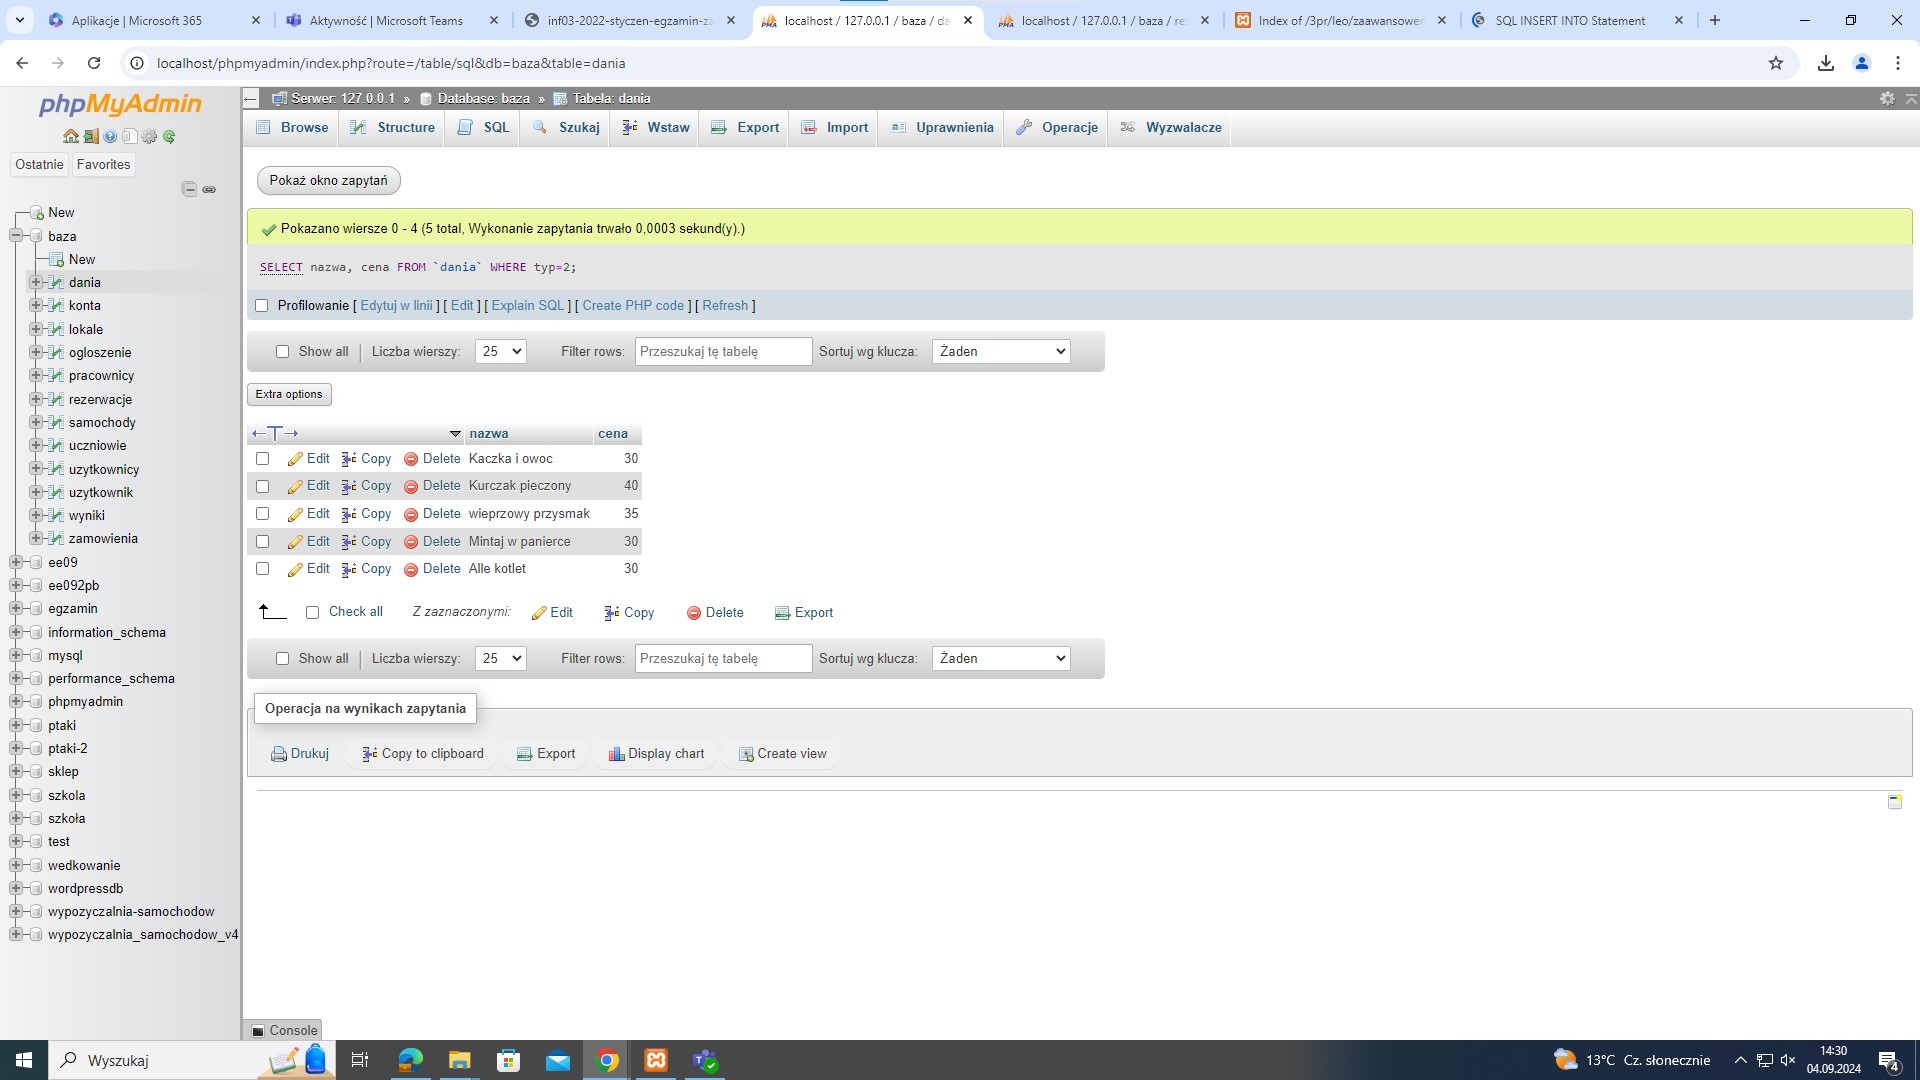 Aplikacje | Microsoft 365
Aktywność | Microsoft Teams
inf03-2022-styczen-egzamin-za
localhost / 127.0.0.1 / baza / da
localhost / 127.0.0.1 / baza / re
Index of /3pr/leo/zaawansowen
SQL INSERT INTO Statement
localhost/phpmyadmin/index.php?route=/table/sql&db=baza&table=dania
phpMyAdmin
Ostatnie
Favorites
New
baza
New
dania
konta
lokale
ogloszenie
pracownicy
rezerwacje
samochody
uczniowie
uzytkownicy
uzytkownik
wyniki
zamowienia
ee09
ee092pb
egzamin
information_schema
mysql
performance_schema
phpmyadmin
ptaki
ptaki-2
sklep
szkola
szkoła
test
wedkowanie
wordpressdb
wypozyczalnia-samochodow
wypozyczalnia_samochodow_v4
Serwer: 127.0.0.1 » Database: baza » Tabela: dania
Browse
Structure
SQL
Szukaj
Wstaw
Export
Import
Uprawnienia
Operacje
Wyzwalacze
Pokaż okno zapytań
Pokazano wiersze 0 - 4 (5 total, Wykonanie zapytania trwało 0,0003 sekund(y).)
SELECT nazwa, cena FROM `dania` WHERE typ=2;
Profilowanie [ Edytuj w linii ] [ Edit ] [ Explain SQL ] [ Create PHP code ] [ Refresh ]
Show all | Liczba wierszy: 25 Filter rows: Przeszukaj tę tabelę Sortuj wg klucza: Żaden
Extra options
nazwa cena
Edit Copy Delete Kaczka i owoc 30
Edit Copy Delete Kurczak pieczony 40
Edit Copy Delete wieprzowy przysmak 35
Edit Copy Delete Mintaj w panierce 30
Edit Copy Delete Alle kotlet 30
Check all Z zaznaczonymi: Edit Copy Delete Export
Show all | Liczba wierszy: 25 Filter rows: Przeszukaj tę tabelę Sortuj wg klucza: Żaden
Operacja na wynikach zapytania
Drukuj Copy to clipboard Export Display chart Create view
Console
Wyszukaj
13°C Cz. słonecznie
14:30
04.09.2024
4